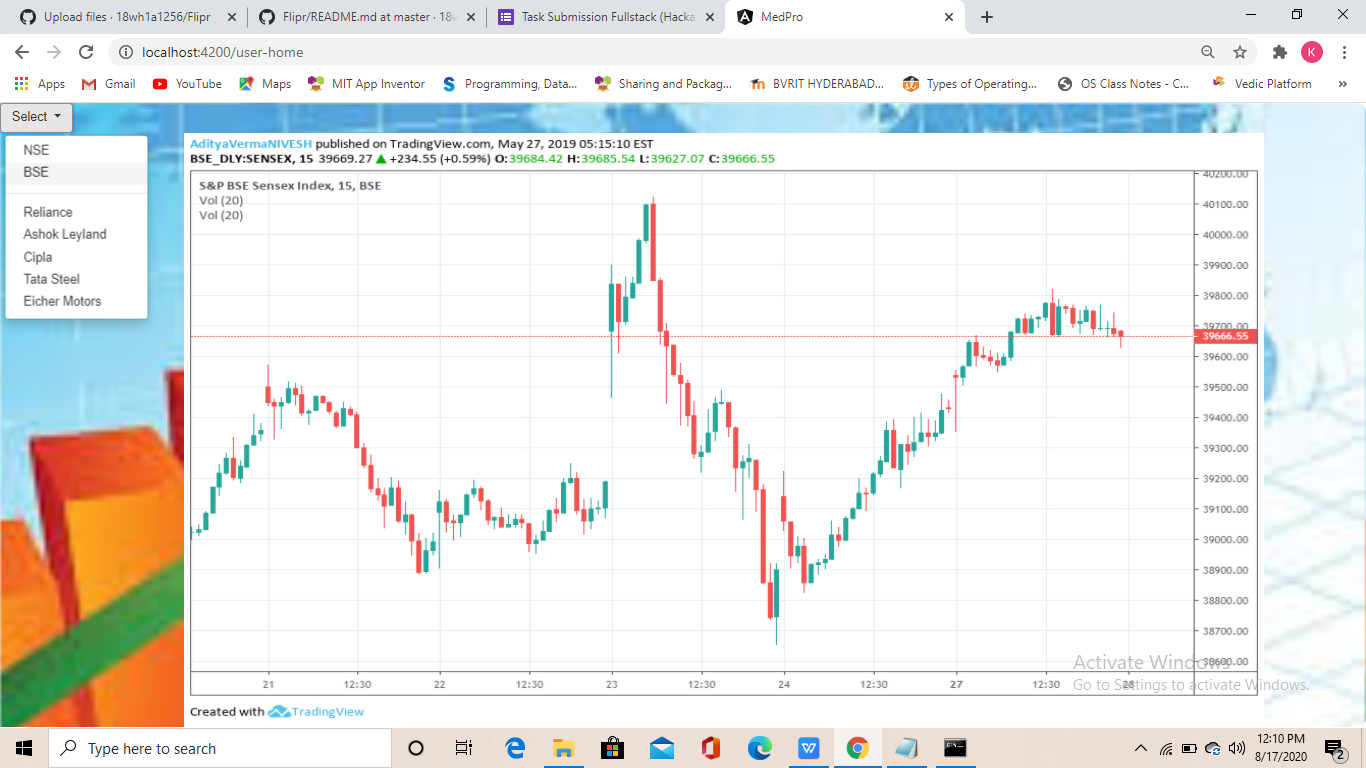 Upload files · 18wh1a1256/Flipr
Flipr/README.md at master · 18w
Task Submission Fullstack (Hacka
MedPro
localhost:4200/user-home
K
Apps
Gmail
YouTube
Maps
MIT App Inventor
Programming, Data...
Sharing and Packag...
BVRIT HYDERABAD...
Types of Operating...
OS Class Notes - C...
Vedic Platform
»
Select
NSE
BSE
Reliance
Ashok Leyland
Cipla
Tata Steel
Eicher Motors
AdityaVermaNIVESH published on TradingView.com, May 27, 2019 05:15:10 EST
BSE_DLY:SENSEX, 15 39669.27 ▲ +234.55 (+0.59%) O:39684.42 H:39685.54 L:39627.07 C:39666.55
S&P BSE Sensex Index, 15, BSE
Vol (20)
Vol (20)
40200.00
40100.00
40000.00
39900.00
39800.00
39700.00
39666.55
39600.00
39500.00
39400.00
39300.00
39200.00
39100.00
39000.00
38900.00
38800.00
38700.00
38600.00
21 12:30 22 12:30 23 12:30 24 12:30 27 12:30 28
Activate Windows
Go to Settings to activate Windows.
Created with TradingView
Type here to search
12:10 PM
8/17/2020
2